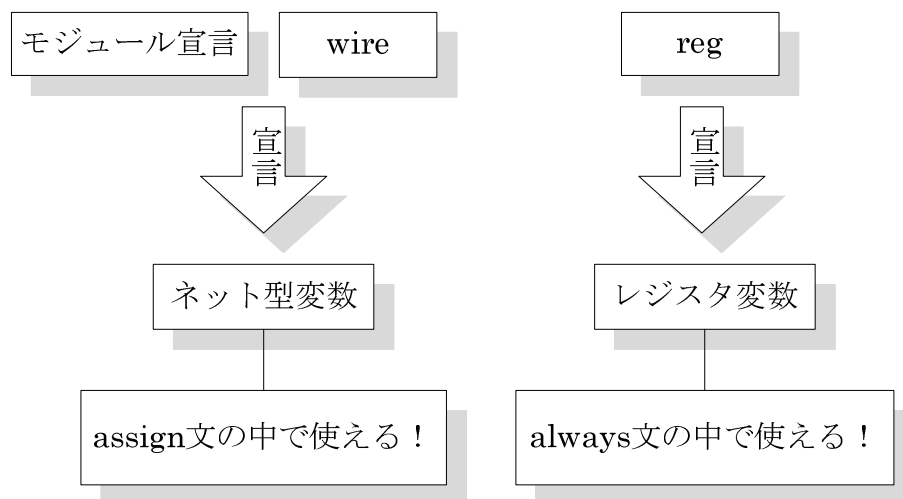 モジュール宣言
wire
reg
宣言
宣言
ネット型変数
レジスタ変数
assign文の中で使える！
always文の中で使える！